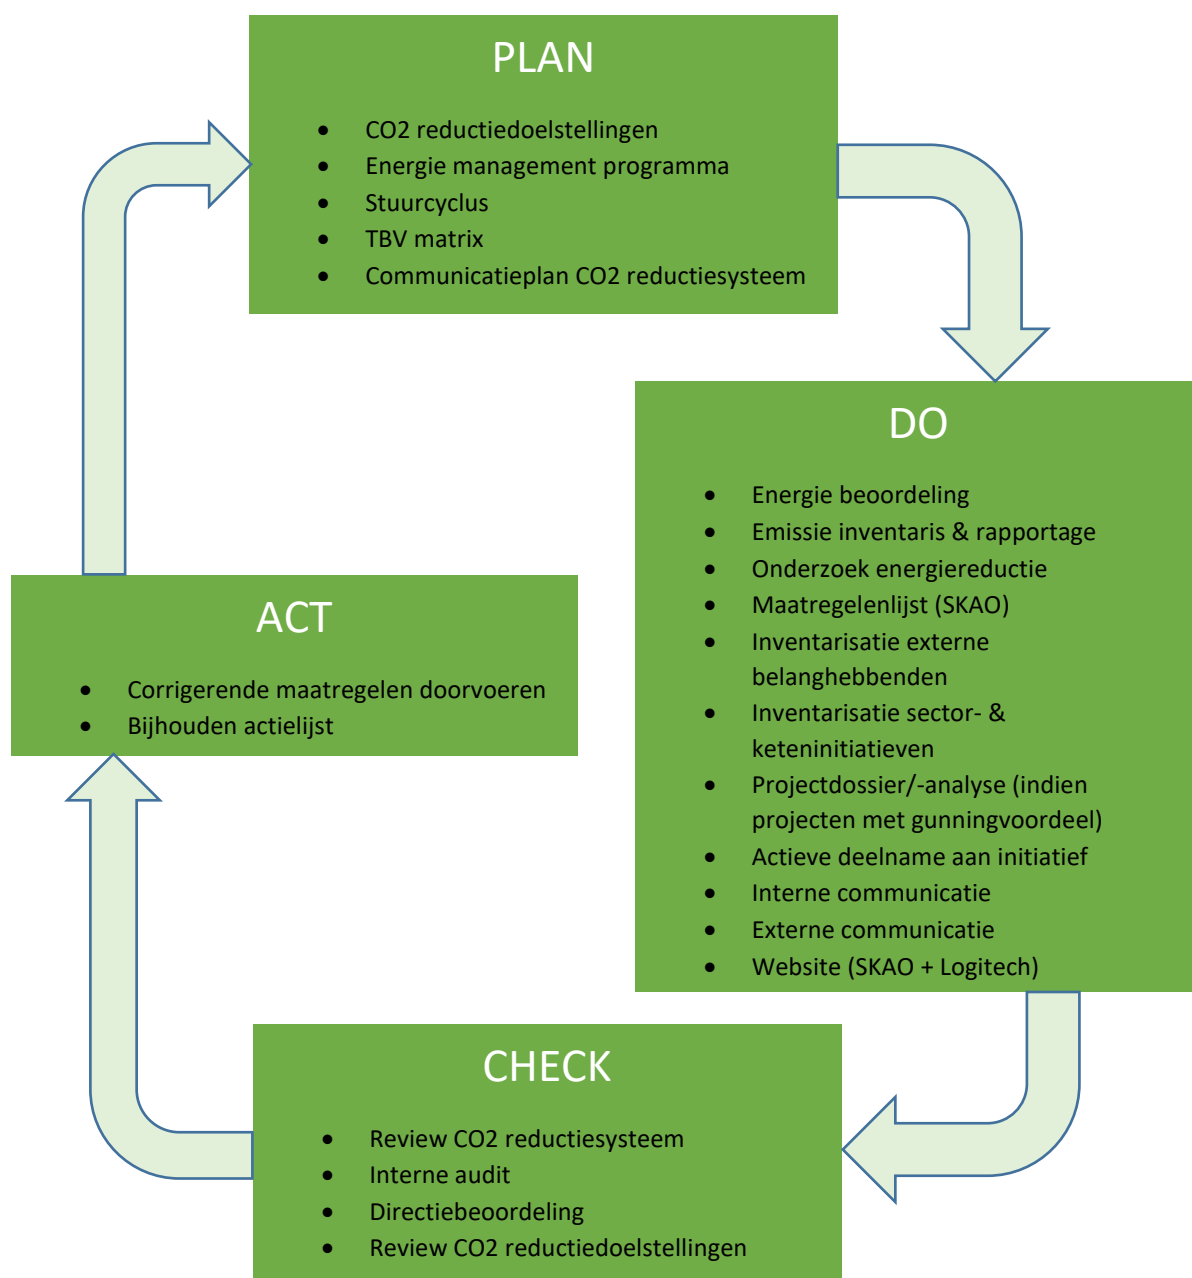 PLAN
• CO2 reductiedoelstellingen
• Energie management programma
• Stuurcyclus
• TBV matrix
• Communicatieplan CO2 reductiesysteem
DO
• Energie beoordeling
• Emissie inventaris & rapportage
• Onderzoek energiereductie
• Maatregelenlijst (SKAO)
• Inventarisatie externe
belanghebbenden
• Inventarisatie sector- &
keteninitiatieven
• Projectdossier/-analyse (indien
projecten met gunningvoordeel)
• Actieve deelname aan initiatief
• Interne communicatie
• Externe communicatie
• Website (SKAO + Logitech)
CHECK
• Review CO2 reductiesysteem
• Interne audit
• Directiebeoordeling
• Review CO2 reductiedoelstellingen
ACT
• Corrigerende maatregelen doorvoeren
• Bijhouden actielijst